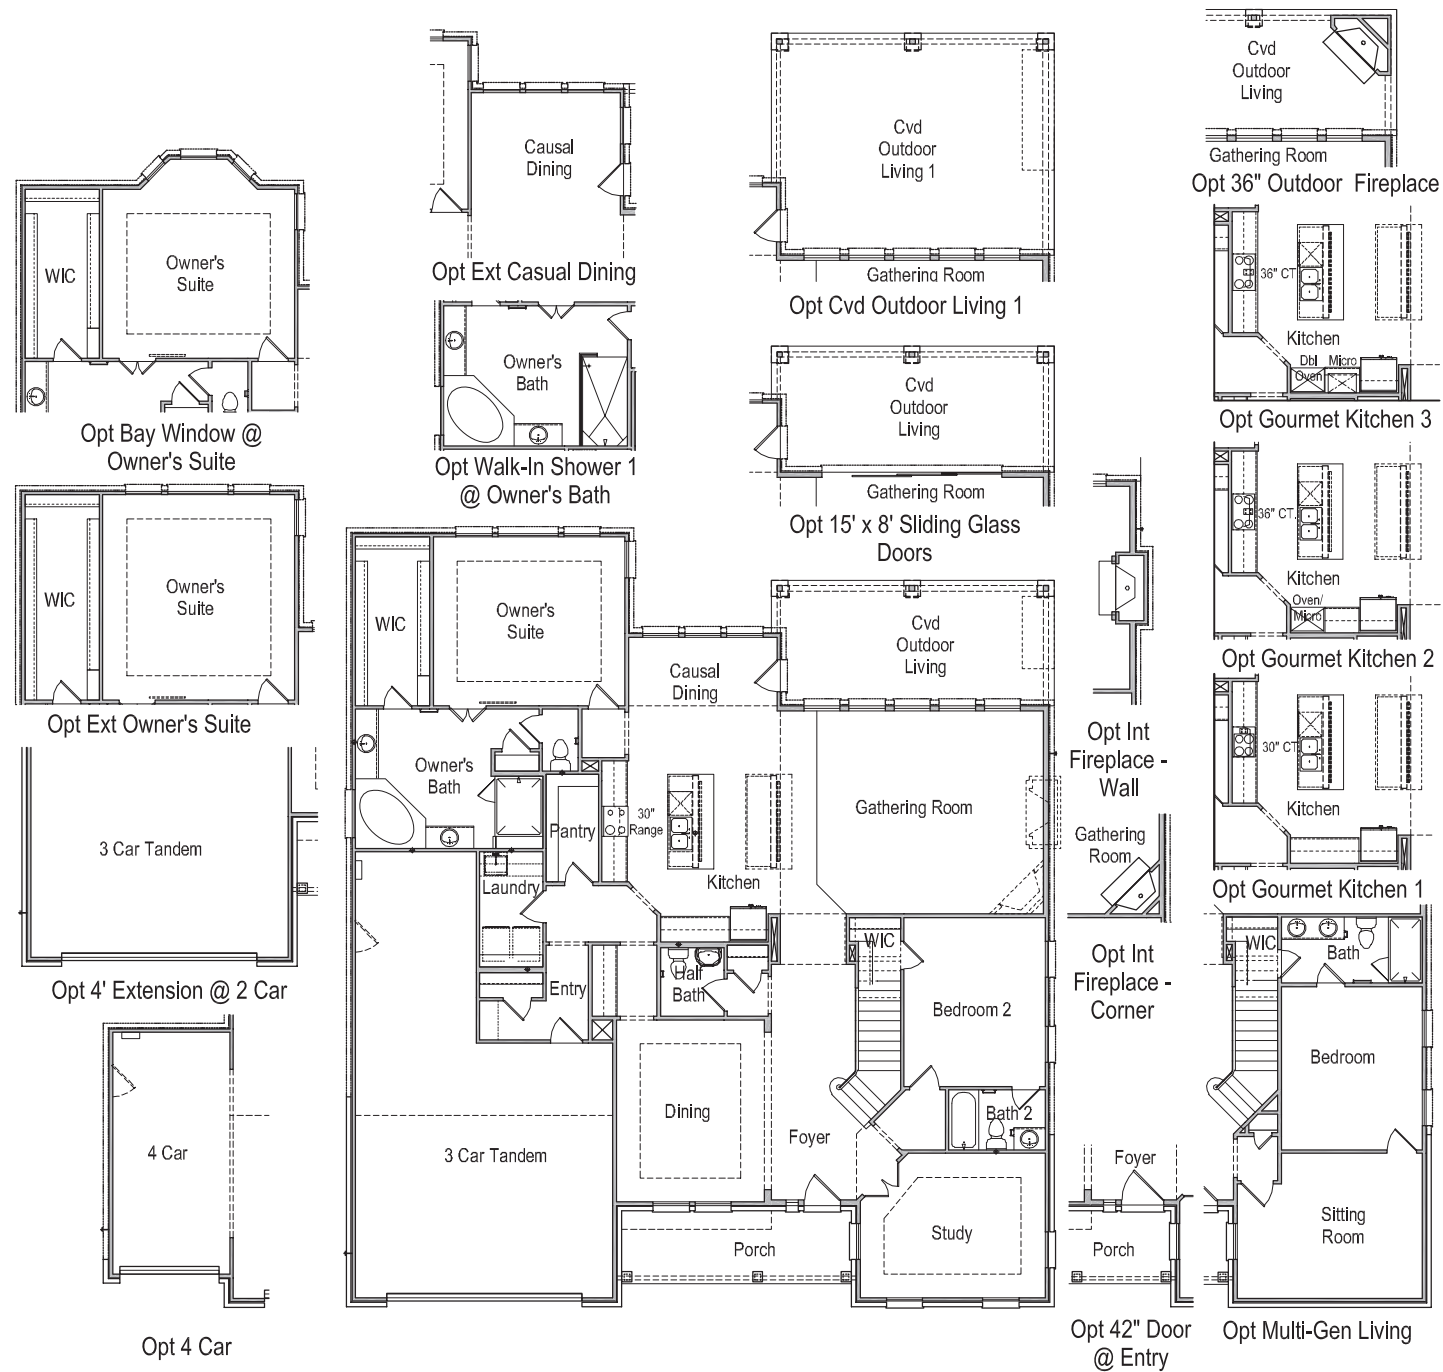 WIC
Owner's
Suite
Opt Bay Window @
Owner's Suite
WIC
Owner's
Suite
Opt Ext Owner's Suite
3 Car Tandem
Opt 4' Extension @ 2 Car
4 Car
Opt 4 Car
Causal
Dining
Opt Ext Casual Dining
Owner's
Bath
Opt Walk-In Shower 1
@ Owner's Bath
Cvd
Outdoor
Living 1
Gathering Room
Opt Cvd Outdoor Living 1
Cvd
Outdoor
Living
Gathering Room
Opt 15' x 8' Sliding Glass
Doors
WIC
Owner's
Suite
Causal
Dining
Cvd
Outdoor
Living
Owner's
Bath
Pantry
30"
Range
Gathering Room
Laundry
Kitchen
WIC
Half
Bath
Entry
Bedroom 2
Dining
Foyer
Bath 2
3 Car Tandem
Porch
Study
Opt Int
Fireplace -
Wall
Gathering
Room
Opt Int
Fireplace -
Corner
Foyer
Porch
Opt 42" Door
@ Entry
Cvd
Outdoor
Living
Gathering Room
Opt 36" Outdoor Fireplace
36" CT
Kitchen
Dbl
Oven
Micro
Opt Gourmet Kitchen 3
36" CT
Kitchen
Oven/
Micro
Opt Gourmet Kitchen 2
30" CT
Kitchen
Opt Gourmet Kitchen 1
WIC
Bath
Bedroom
Sitting
Room
Opt Multi-Gen Living